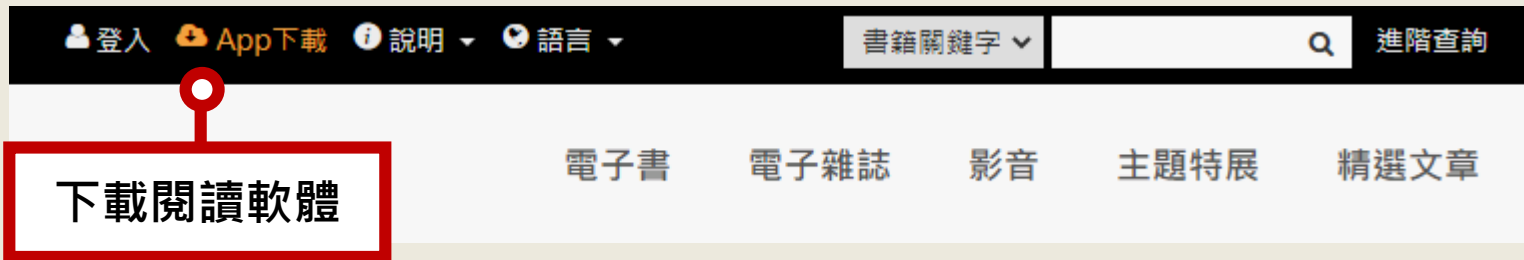 登入 App下載 說明 語言 書籍關鍵字 進階查詢
電子書 電子雜誌 影音 主題特展 精選文章
下載閱讀軟體